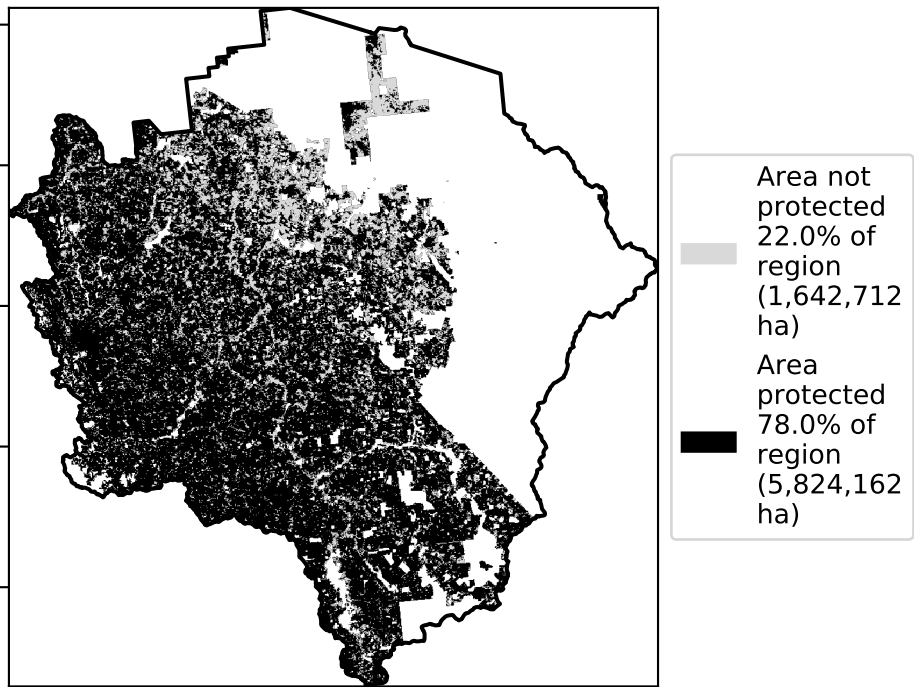 Area not
protected
22.0% of
region
(1,642,712
ha)
Area
protected
78.0% of
region
(5,824,162
ha)